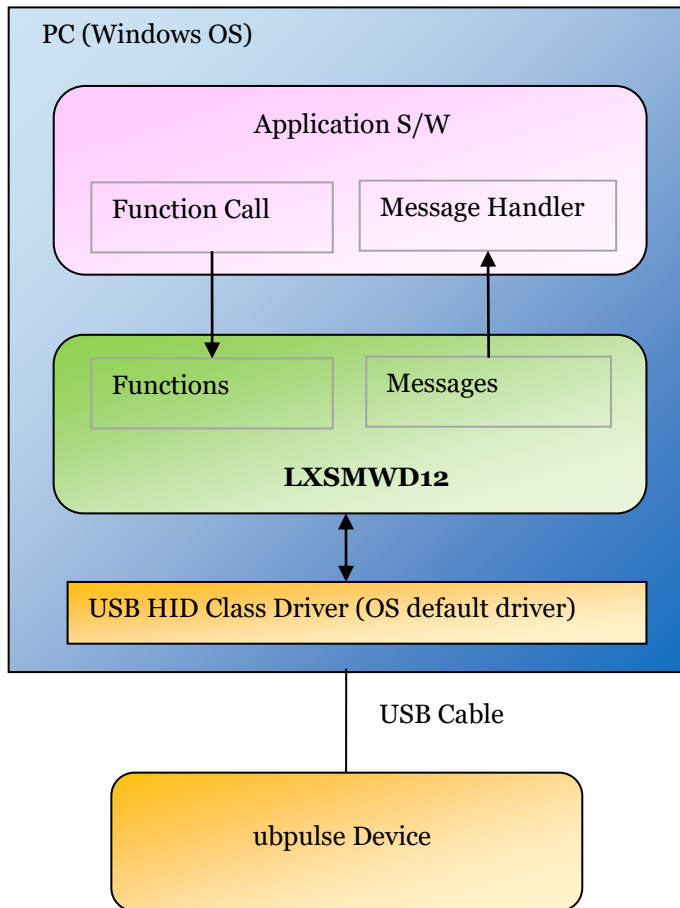 PC (Windows OS)
Application S/W
Function Call
Message Handler
Functions
Messages
LXSMWD12
USB HID Class Driver (OS default driver)
USB Cable
ubpulse Device